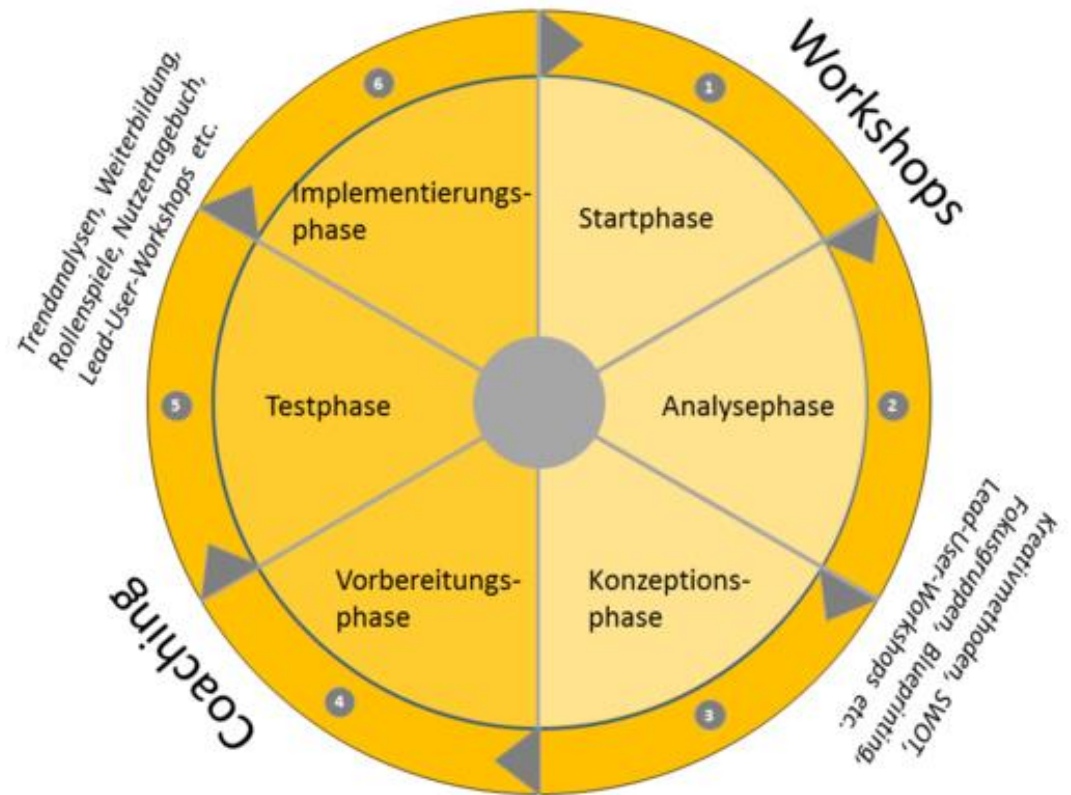 Workshops
Trendanalysen, Weiterbildung,
Rollenspiele, Nutzertagebuch,
Lead-User-Workshops etc.
6
1
Implementierungs-
phase
Startphase
5
Testphase
Analysephase
2
Vorbereitungs-
phase
Konzeptions-
phase
Kreativmethoden, SWOT,
Fokusgruppen, Blueprinting,
Lead-User-Workshops etc.
Coaching
4
3